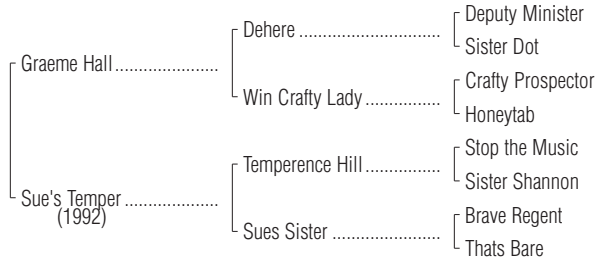 Deputy Minister
Dehere
Sister Dot
Graeme Hall
Crafty Prospector
Win Crafty Lady
Honeytab
Stop the Music
Temperence Hill
Sister Shannon
Sue's Temper
(1992)
Brave Regent
Sues Sister
Thats Bare